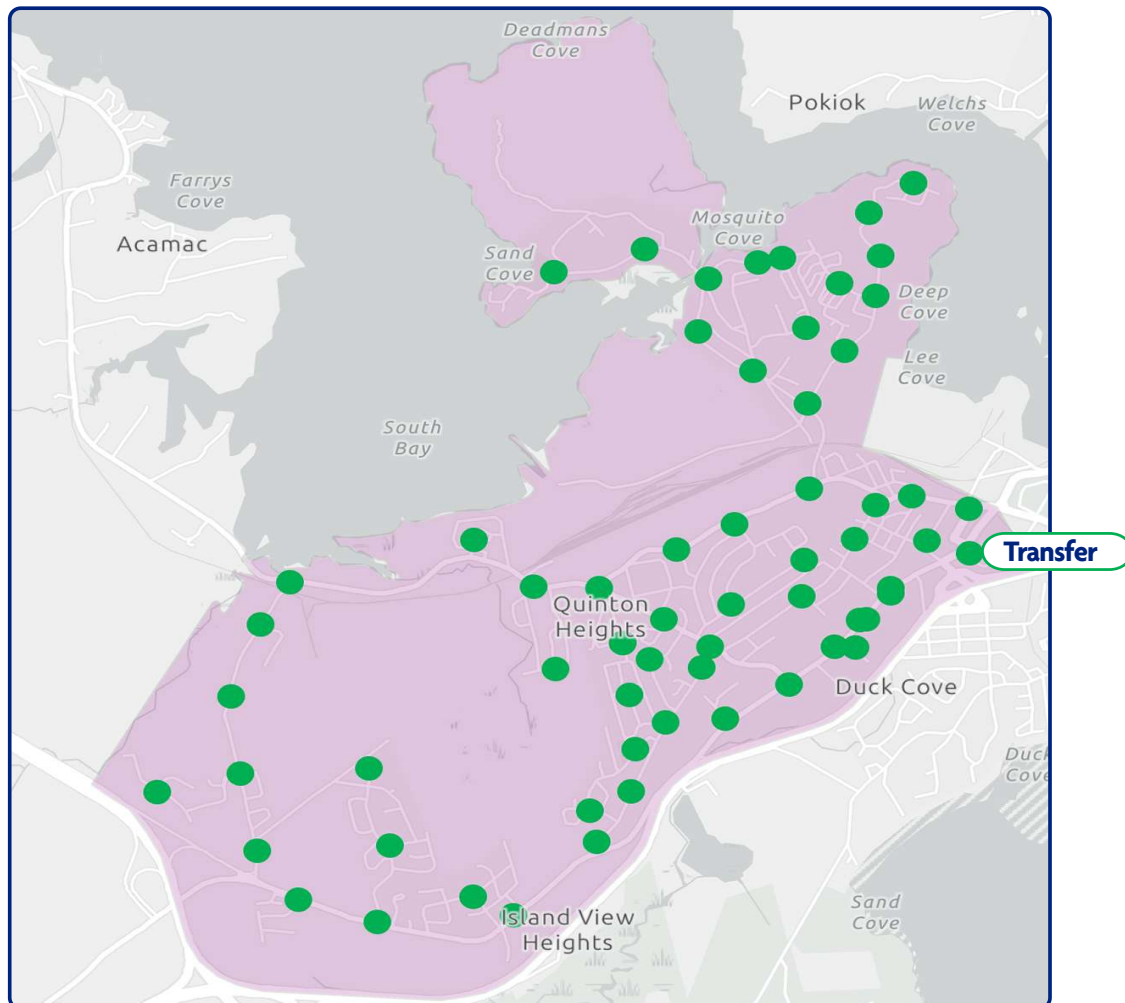 Deadmans
Cove
Pokiok
Welchs
Cove
Farrys
Cove
Acamac
Mosquito
Cove
Sand
Cove
Deep
Cove
Lee
Cove
South
Bay
Transfer
Quinton
Heights
Duck Cove
Duck
Cove
Sand
Cove
Island View
Heights